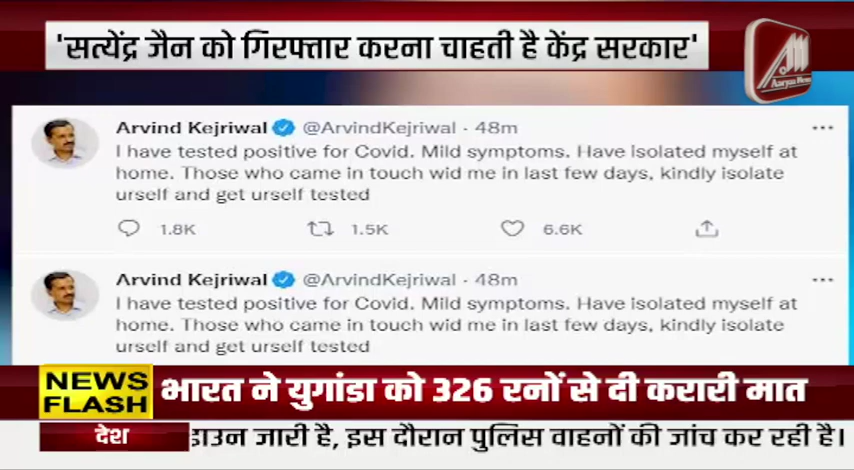 'सत्येंद्र जैन को गिरफ्तार करना चाहती है केंद्र सरकार'
Aaryaa News
Arvind Kejriwal @ArvindKejriwal · 48m
I have tested positive for Covid. Mild symptoms. Have isolated myself at
home. Those who came in touch wid me in last few days, kindly isolate
urself and get urself tested
1.8K 1.5K 6.6K
Arvind Kejriwal @ArvindKejriwal · 48m
I have tested positive for Covid. Mild symptoms. Have isolated myself at
home. Those who came in touch wid me in last few days, kindly isolate
urself and get urself tested
NEWS
FLASH
भारत ने युगांडा को 326 रनों से दी करारी मात
देश
जारी है, इस दौरान पुलिस वाहनों की जांच कर रही है।